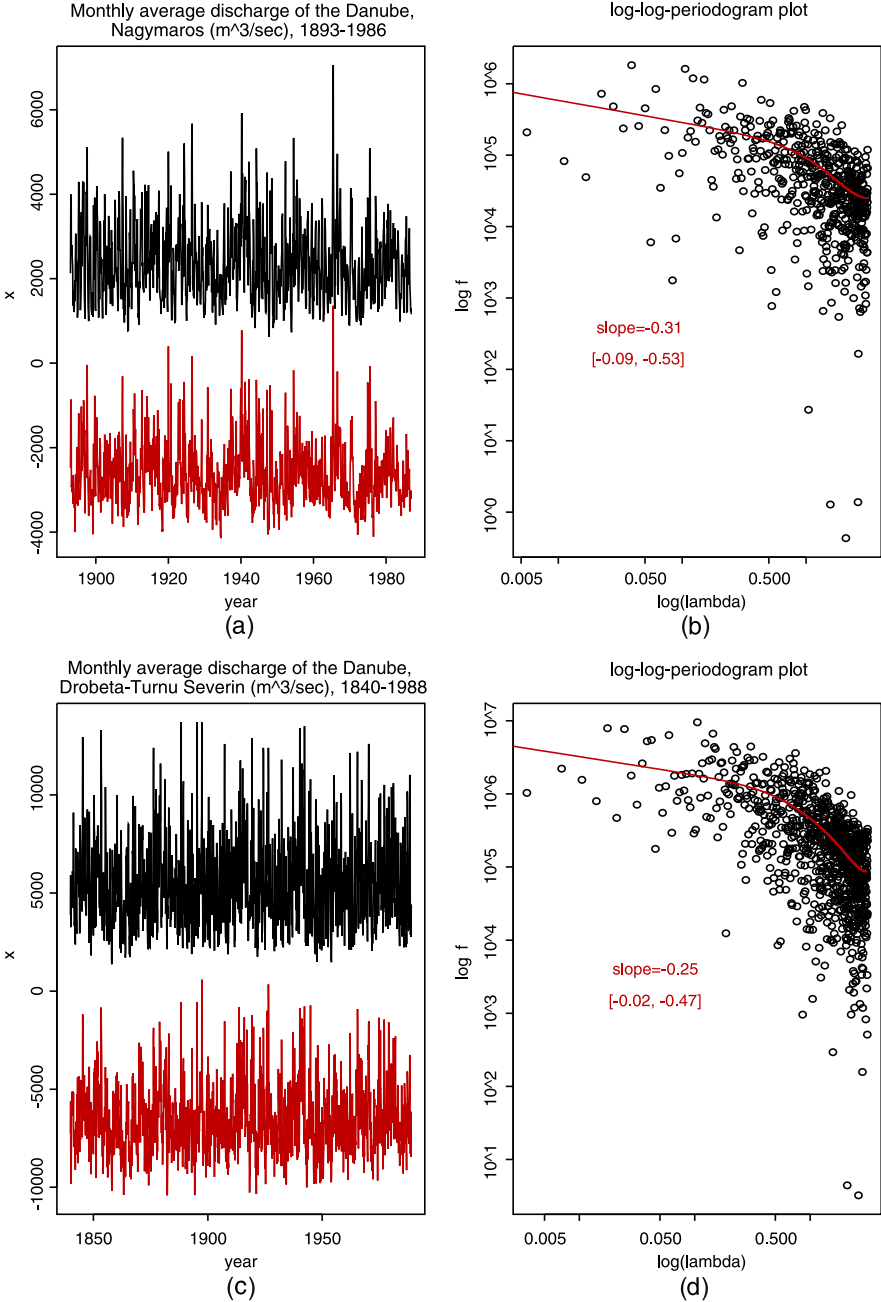 Monthly average discharge of the Danube,
Nagymaros (m^3/sec), 1893-1986
x
6000
4000
2000
0
-2000
-4000
1900 1920 1940 1960 1980
year
(a)
log-log-periodogram plot
log f
10^6
10^5
10^4
10^3
10^2
10^1
10^0
slope=-0.31
[-0.09, -0.53]
0.005 0.050 0.500
log(lambda)
(b)
Monthly average discharge of the Danube,
Drobeta-Turnu Severin (m^3/sec), 1840-1988
x
10000
5000
0
-5000
-10000
1850 1900 1950
year
(c)
log-log-periodogram plot
log f
10^7
10^6
10^5
10^4
10^3
10^2
10^1
slope=-0.25
[-0.02, -0.47]
0.005 0.050 0.500
log(lambda)
(d)